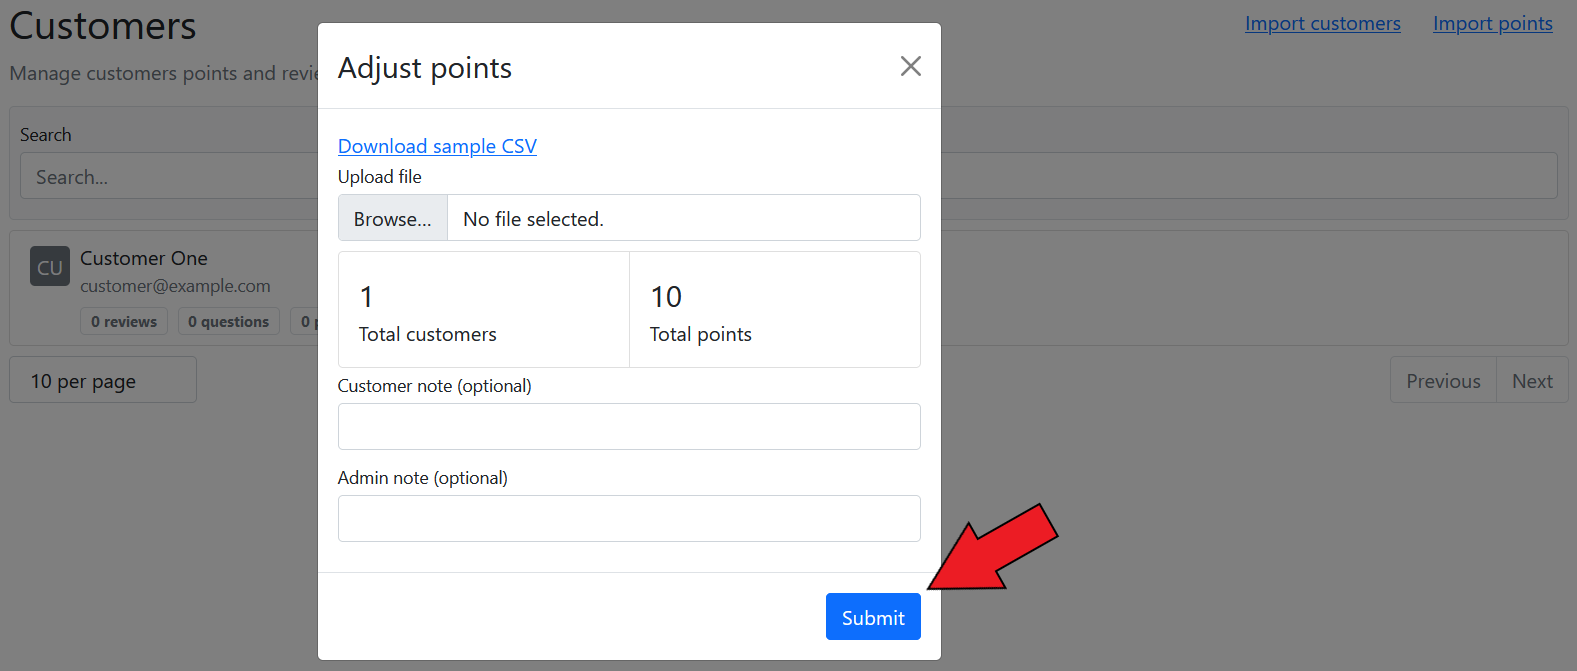 Customers
Import customers
Import points
Manage customers points and revi
Search
Search...
CU
Customer One
customer@example.com
0 reviews
0 questions
0
10 per page
Previous
Next
Adjust points
Download sample CSV
Upload file
Browse...
No file selected.
1
10
Total customers
Total points
Customer note (optional)
Admin note (optional)
Submit